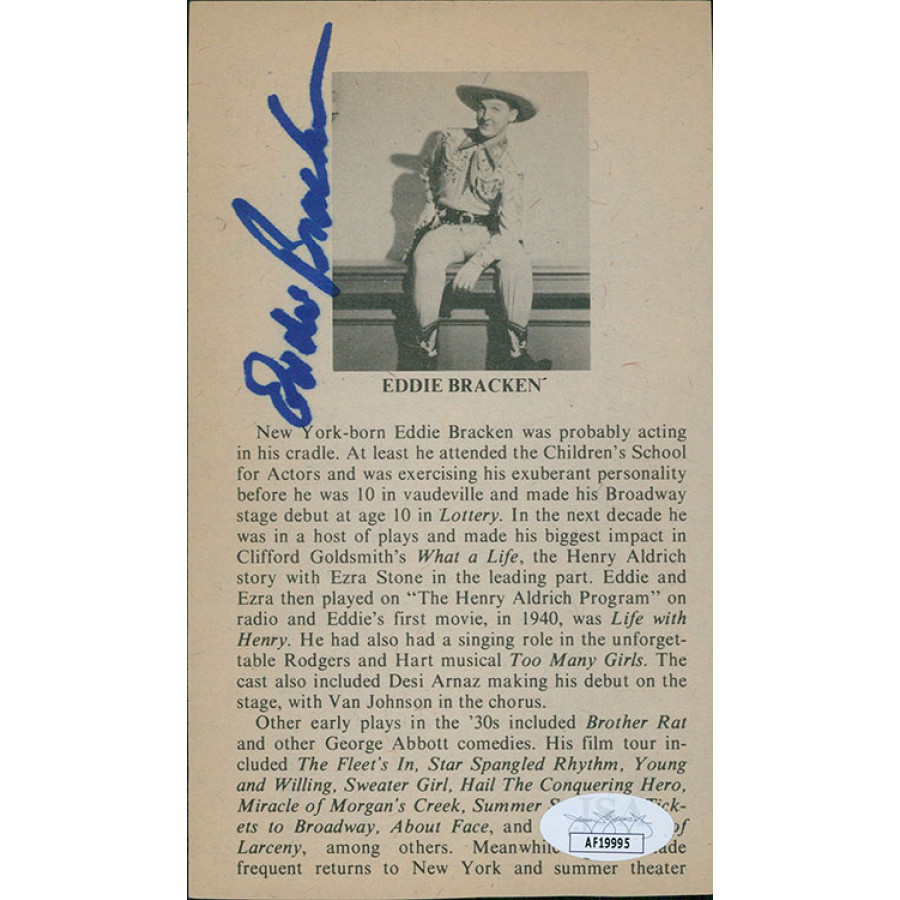 Eddie Bracken
EDDIE BRACKEN
New York-born Eddie Bracken was probably acting
in his cradle. At least he attended the Children's School
for Actors and was exercising his exuberant personality
before he was 10 in vaudeville and made his Broadway
stage debut at age 10 in Lottery. In the next decade he
was in a host of plays and made his biggest impact in
Clifford Goldsmith's What a Life, the Henry Aldrich
story with Ezra Stone in the leading part. Eddie and
Ezra then played on "The Henry Aldrich Program" on
radio and Eddie's first movie, in 1940, was Life with
Henry. He had also had a singing role in the unforget-
table Rodgers and Hart musical Too Many Girls. The
cast also included Desi Arnaz making his debut on the
stage, with Van Johnson in the chorus.
Other early plays in the '30s included Brother Rat
and other George Abbott comedies. His film tour in-
cluded The Fleet's In, Star Spangled Rhythm, Young
and Willing, Sweater Girl, Hail The Conquering Hero,
Miracle of Morgan's Creek, Summer Tick-
ets to Broadway, About Face, and of
Larceny, among others.
frequent returns to New York and summer theater
JSA
AF19995